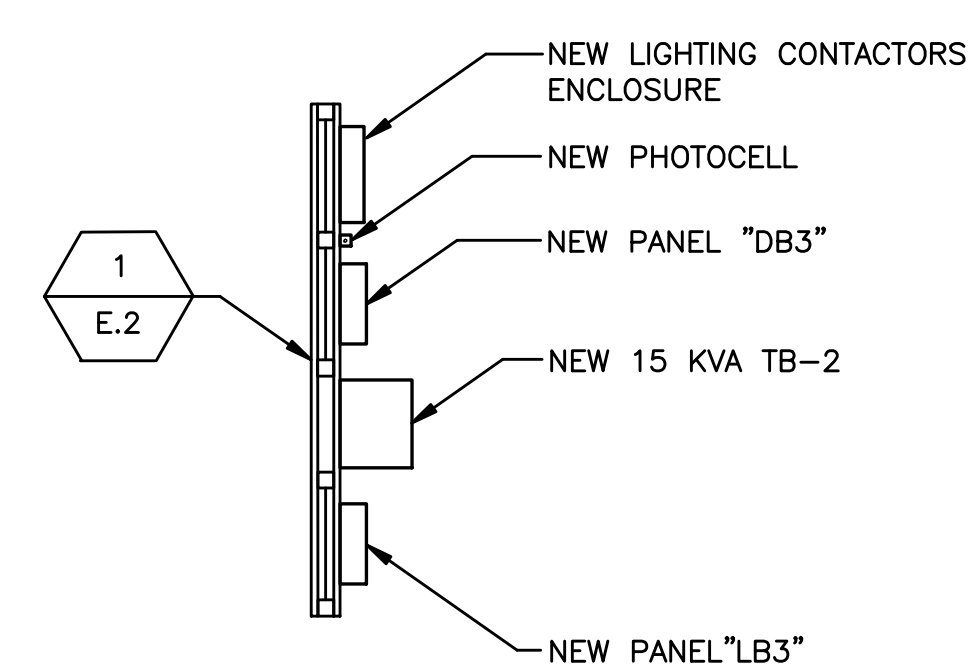 NEW LIGHTING CONTACTORS
ENCLOSURE
NEW PHOTOCELL
NEW PANEL "DB3"
1
E.2
NEW 15 KVA TB-2
NEW PANEL"LB3"